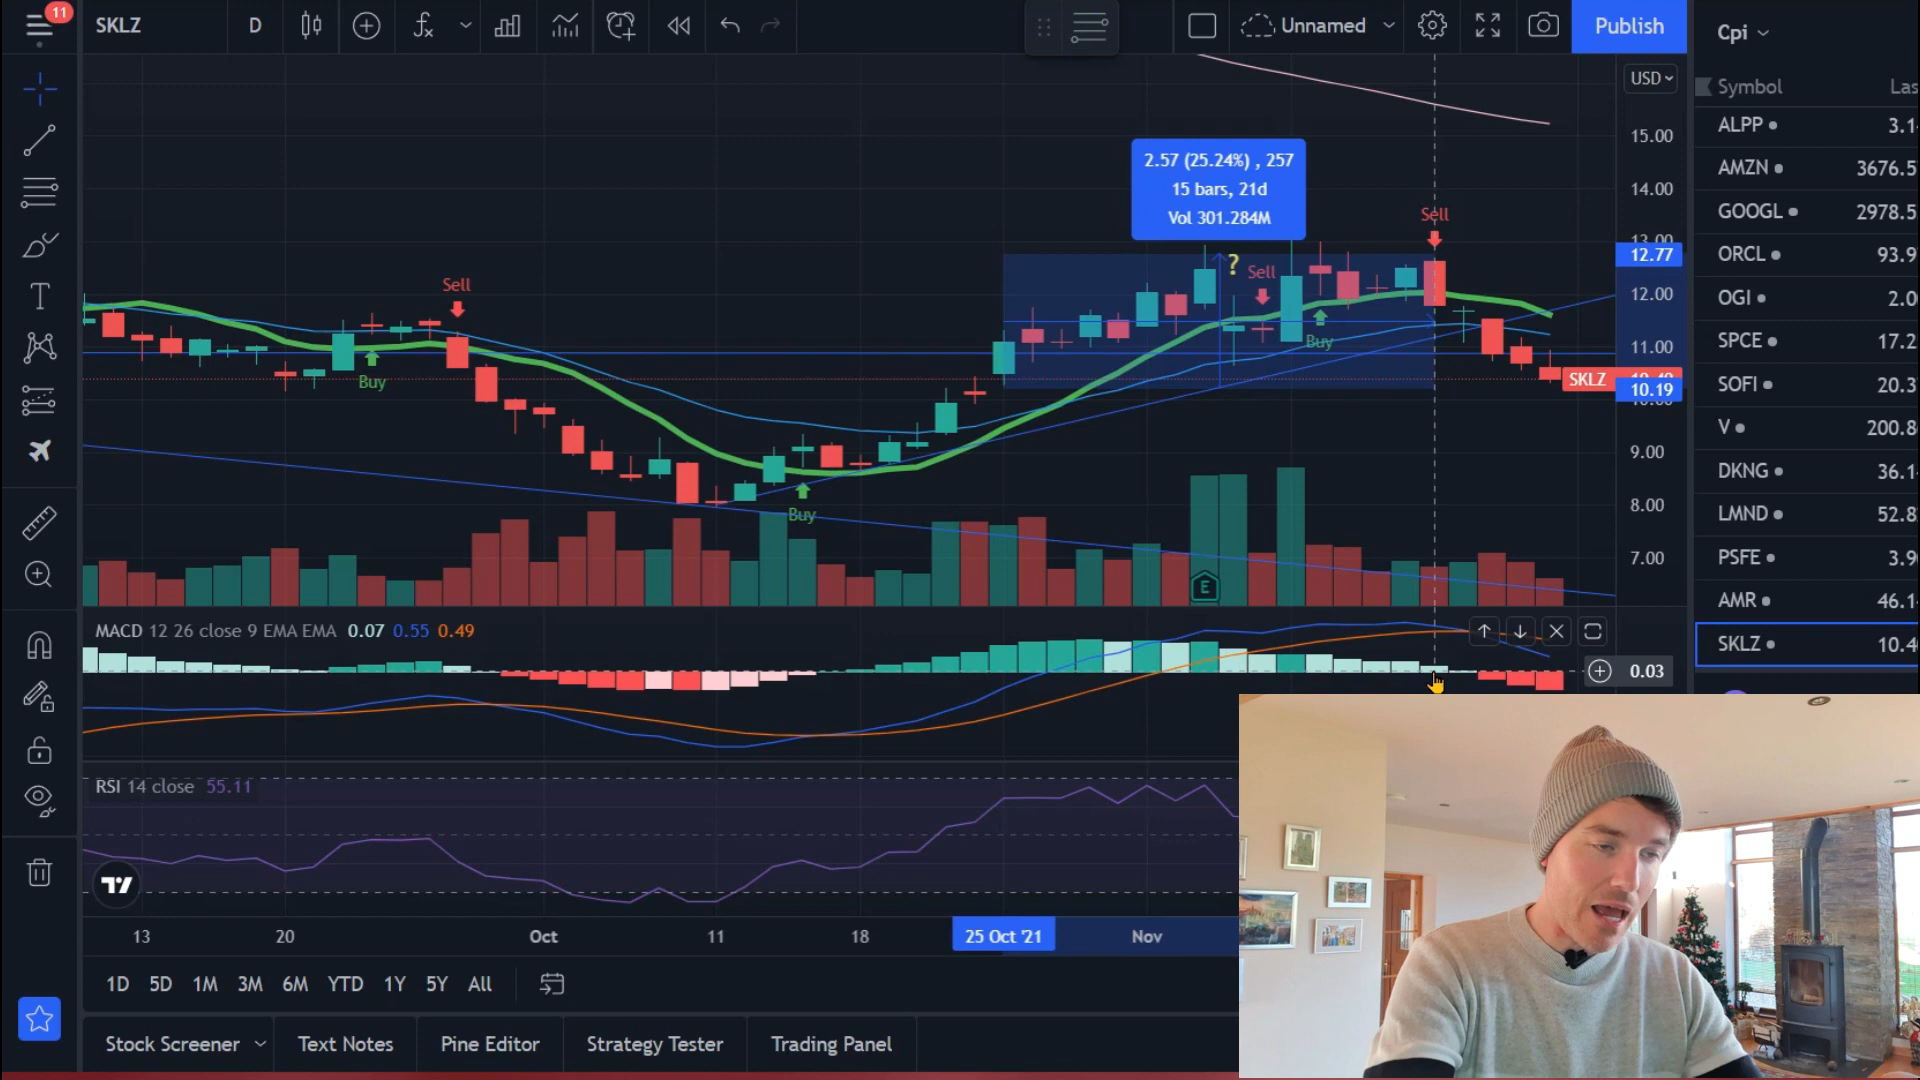 11
SKLZ
D
Unnamed
Publish
Cpi
USD
Symbol
ALPP 3.1
AMZN 3676.5
GOOGL 2978.5
ORCL 93.9
OGI 2.0
SPCE 17.2
SOFI 20.3
V 200.8
DKNG 36.1
LMND 52.8
PSFE 3.9
AMR 46.1
SKLZ 10.4
15.00
14.00
13.00
12.77
12.00
11.00
SKLZ
10.19
9.00
8.00
7.00
2.57 (25.24%) , 257
15 bars, 21d
Vol 301.284M
Sell
Sell
?
Sell
Buy
Buy
Buy
E
MACD 12 26 close 9 EMA EMA 0.07 0.55 0.49
0.03
RSI 14 close 55.11
13
20
Oct
11
18
25 Oct '21
Nov
1D 5D 1M 3M 6M YTD 1Y 5Y All
Stock Screener
Text Notes
Pine Editor
Strategy Tester
Trading Panel